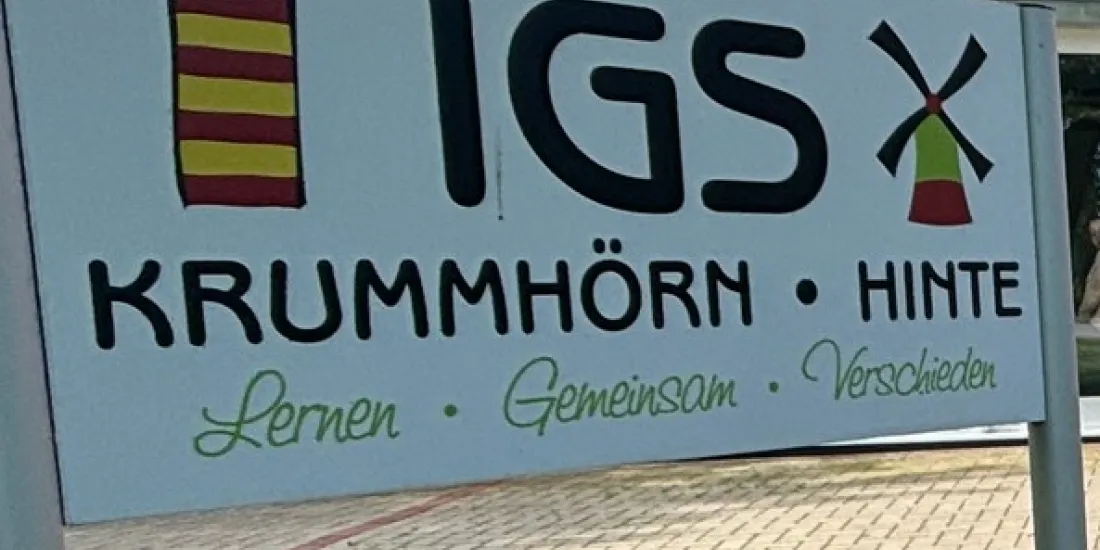 IGS
KRUMMHÖRN • HINTE
Lernen • Gemeinsam • Verschieden